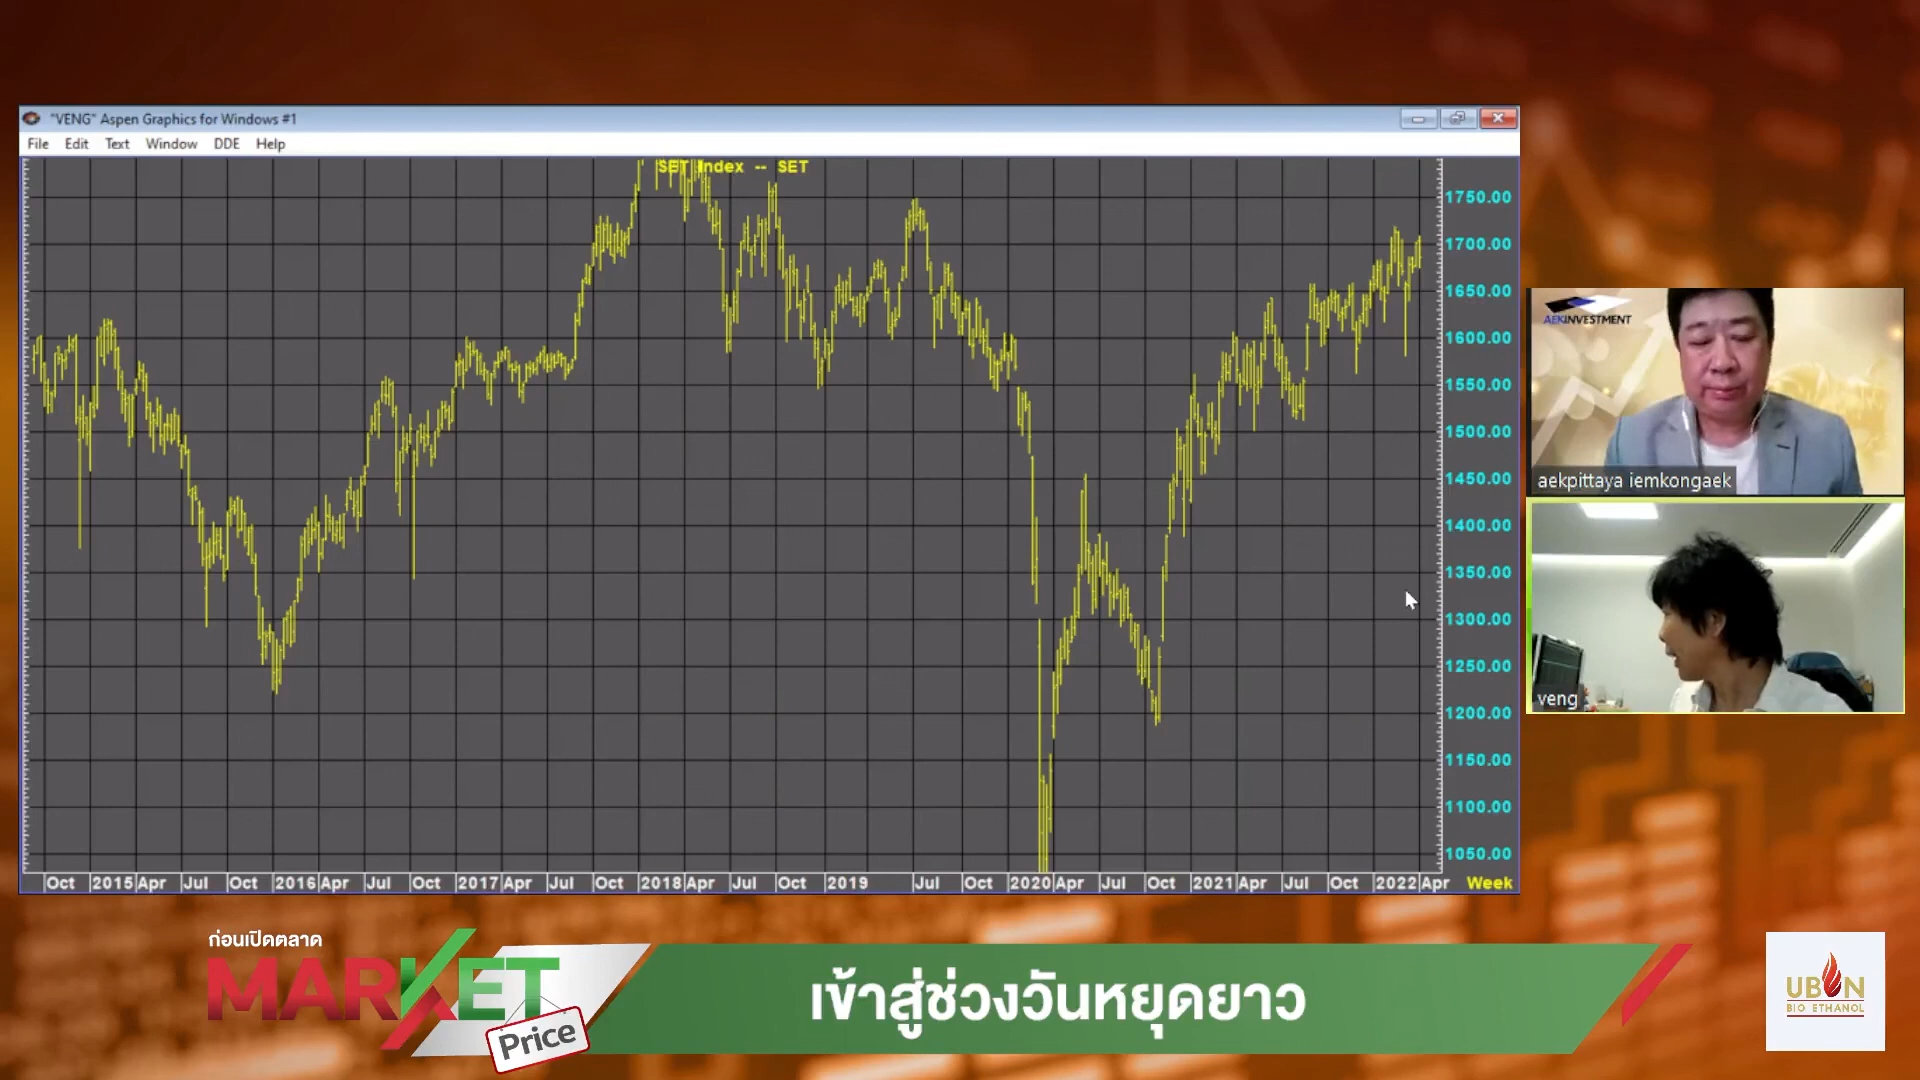 "VENG" Aspen Graphics for Windows #1
File Edit Text Window DDE Help
SET Index -- SET
1750.00
1700.00
1650.00
1600.00
1550.00
1500.00
1450.00
1400.00
1350.00
1300.00
1250.00
1200.00
1150.00
1100.00
1050.00
Oct 2015 Apr Jul Oct 2016 Apr Jul Oct 2017 Apr Jul Oct 2018 Apr Jul Oct 2019 Jul Oct 2020 Apr Jul Oct 2021 Apr Jul Oct 2022 Apr Week
AEKINVESTMENT
aekpittaya iemkongaek
veng
ก่อนเปิดตลาด
MARKET
Price
เข้าสู่ช่วงวันหยุดยาว
UBON
BIO ETHANOL